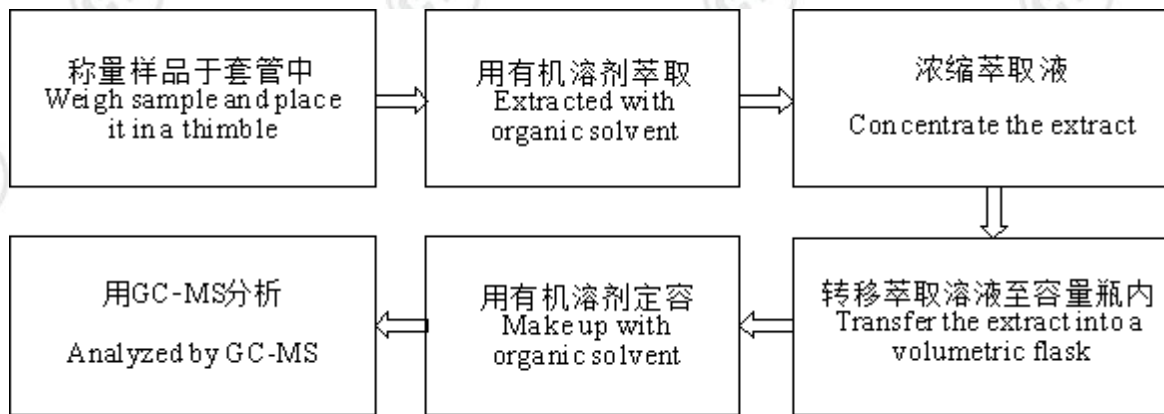 称量样品于套管中
Weigh sample and place
it in a thimble
用有机溶剂萃取
Extracted with
organic solvent
浓缩萃取液
Concentrate the extract
转移萃取溶液至容量瓶内
Transfer the extract into a
volumetric flask
用有机溶剂定容
Make up with
organic solvent
用GC-MS分析
Analyzed by GC-MS